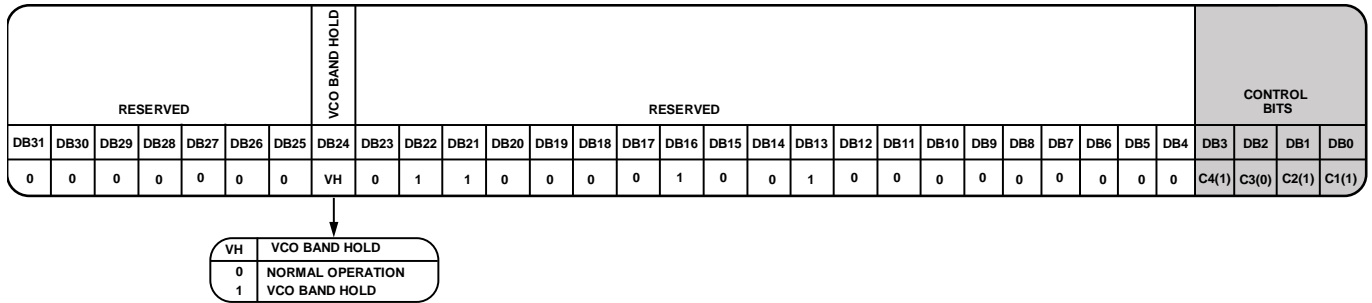 RESERVED
VCO BAND HOLD
RESERVED
CONTROL
BITS
DB31 DB30 DB29 DB28 DB27 DB26 DB25 DB24 DB23 DB22 DB21 DB20 DB19 DB18 DB17 DB16 DB15 DB14 DB13 DB12 DB11 DB10 DB9 DB8 DB7 DB6 DB5 DB4 DB3 DB2 DB1 DB0
0 0 0 0 0 0 0 VH 0 1 1 0 0 0 0 1 0 0 1 0 0 0 0 0 0 0 0 0 C4(1) C3(0) C2(1) C1(1)
VH VCO BAND HOLD
0 NORMAL OPERATION
1 VCO BAND HOLD